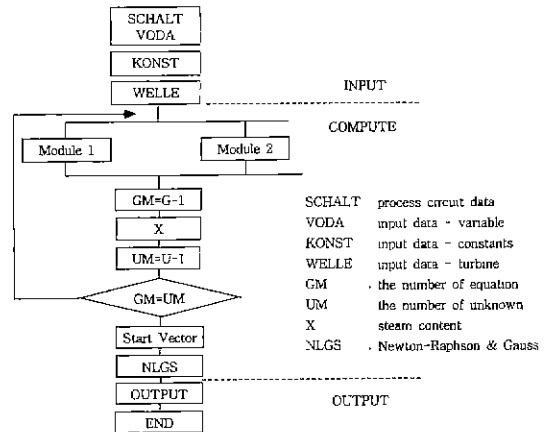 SCHALT
VODA
KONST
WELLE
INPUT
COMPUTE
Module 1
Module 2
GM=G-1
X
UM=U-1
GM=UM
Start Vector
NLGS
OUTPUT
END
OUTPUT
SCHALT process circuit data
VODA input data - variable
KONST input data - constants
WELLE input data - turbine
GM . the number of equation
UM the number of unknown
X steam content
NLGS . Newton-Raphson & Gauss